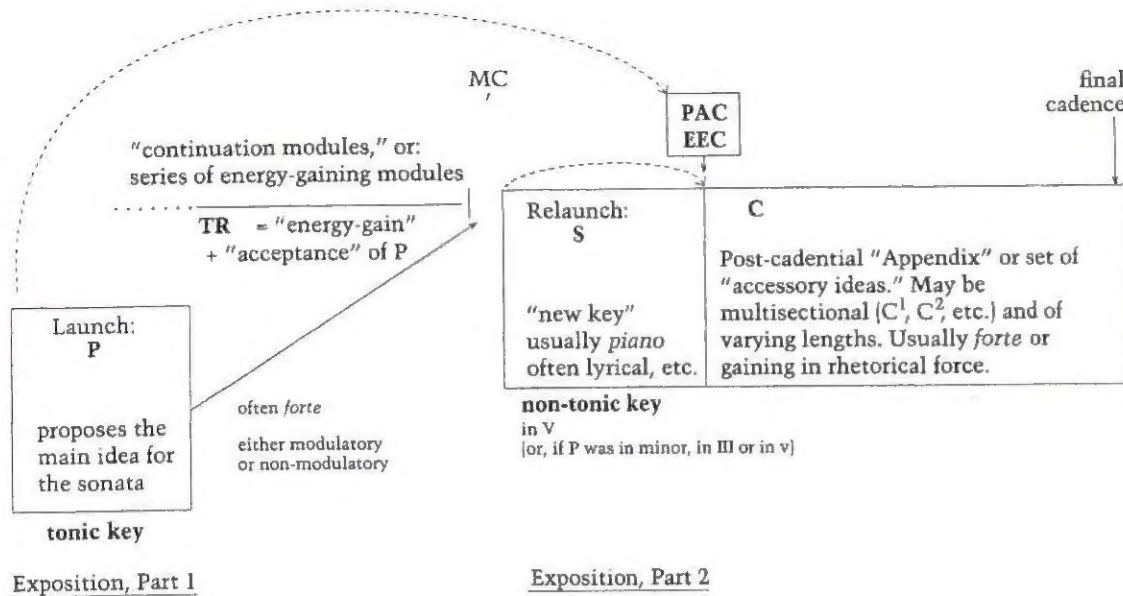 MC
final
cadence
PAC
EEC
"continuation modules," or:
series of energy-gaining modules
TR = "energy-gain"
+ "acceptance" of P
Launch:
P
proposes the
main idea for
the sonata
tonic key
often forte
either modulatory
or non-modulatory
Relaunch:
S
"new key"
usually piano
often lyrical, etc.
C
Post-cadential "Appendix" or set of
"accessory ideas." May be
multisectional (C¹, C², etc.) and of
varying lengths. Usually forte or
gaining in rhetorical force.
non-tonic key
in V
(or, if P was in minor, in III or in v)
Exposition, Part 1
Exposition, Part 2